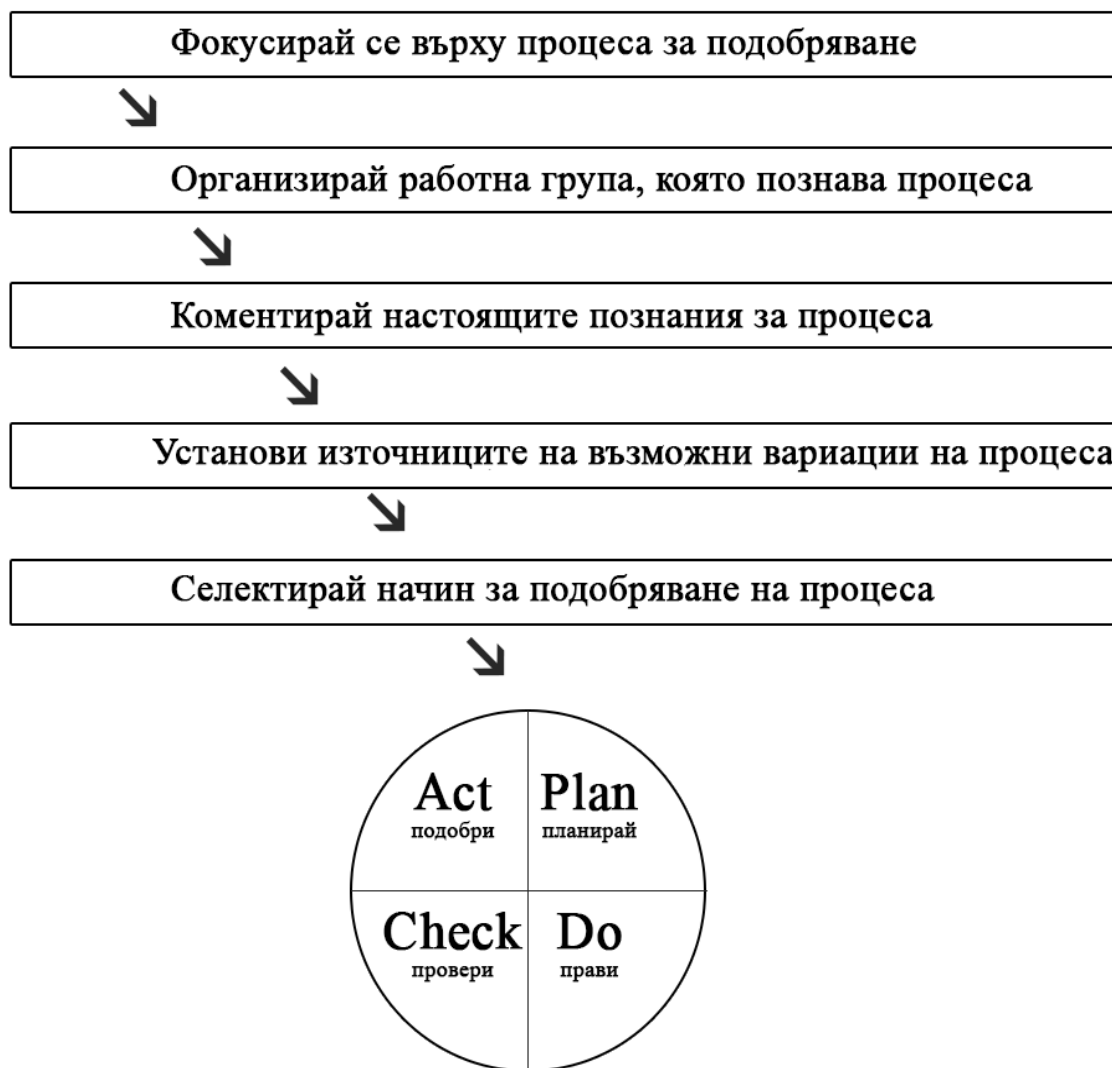 Фокусирай се върху процеса за подобряване
Организирай работна група, която познава процеса
Коментирай настоящите познания за процеса
Установи източниците на възможни вариации на процеса
Селектирай начин за подобряване на процеса
Act Plan
подобри планирай
Check Do
провери прави